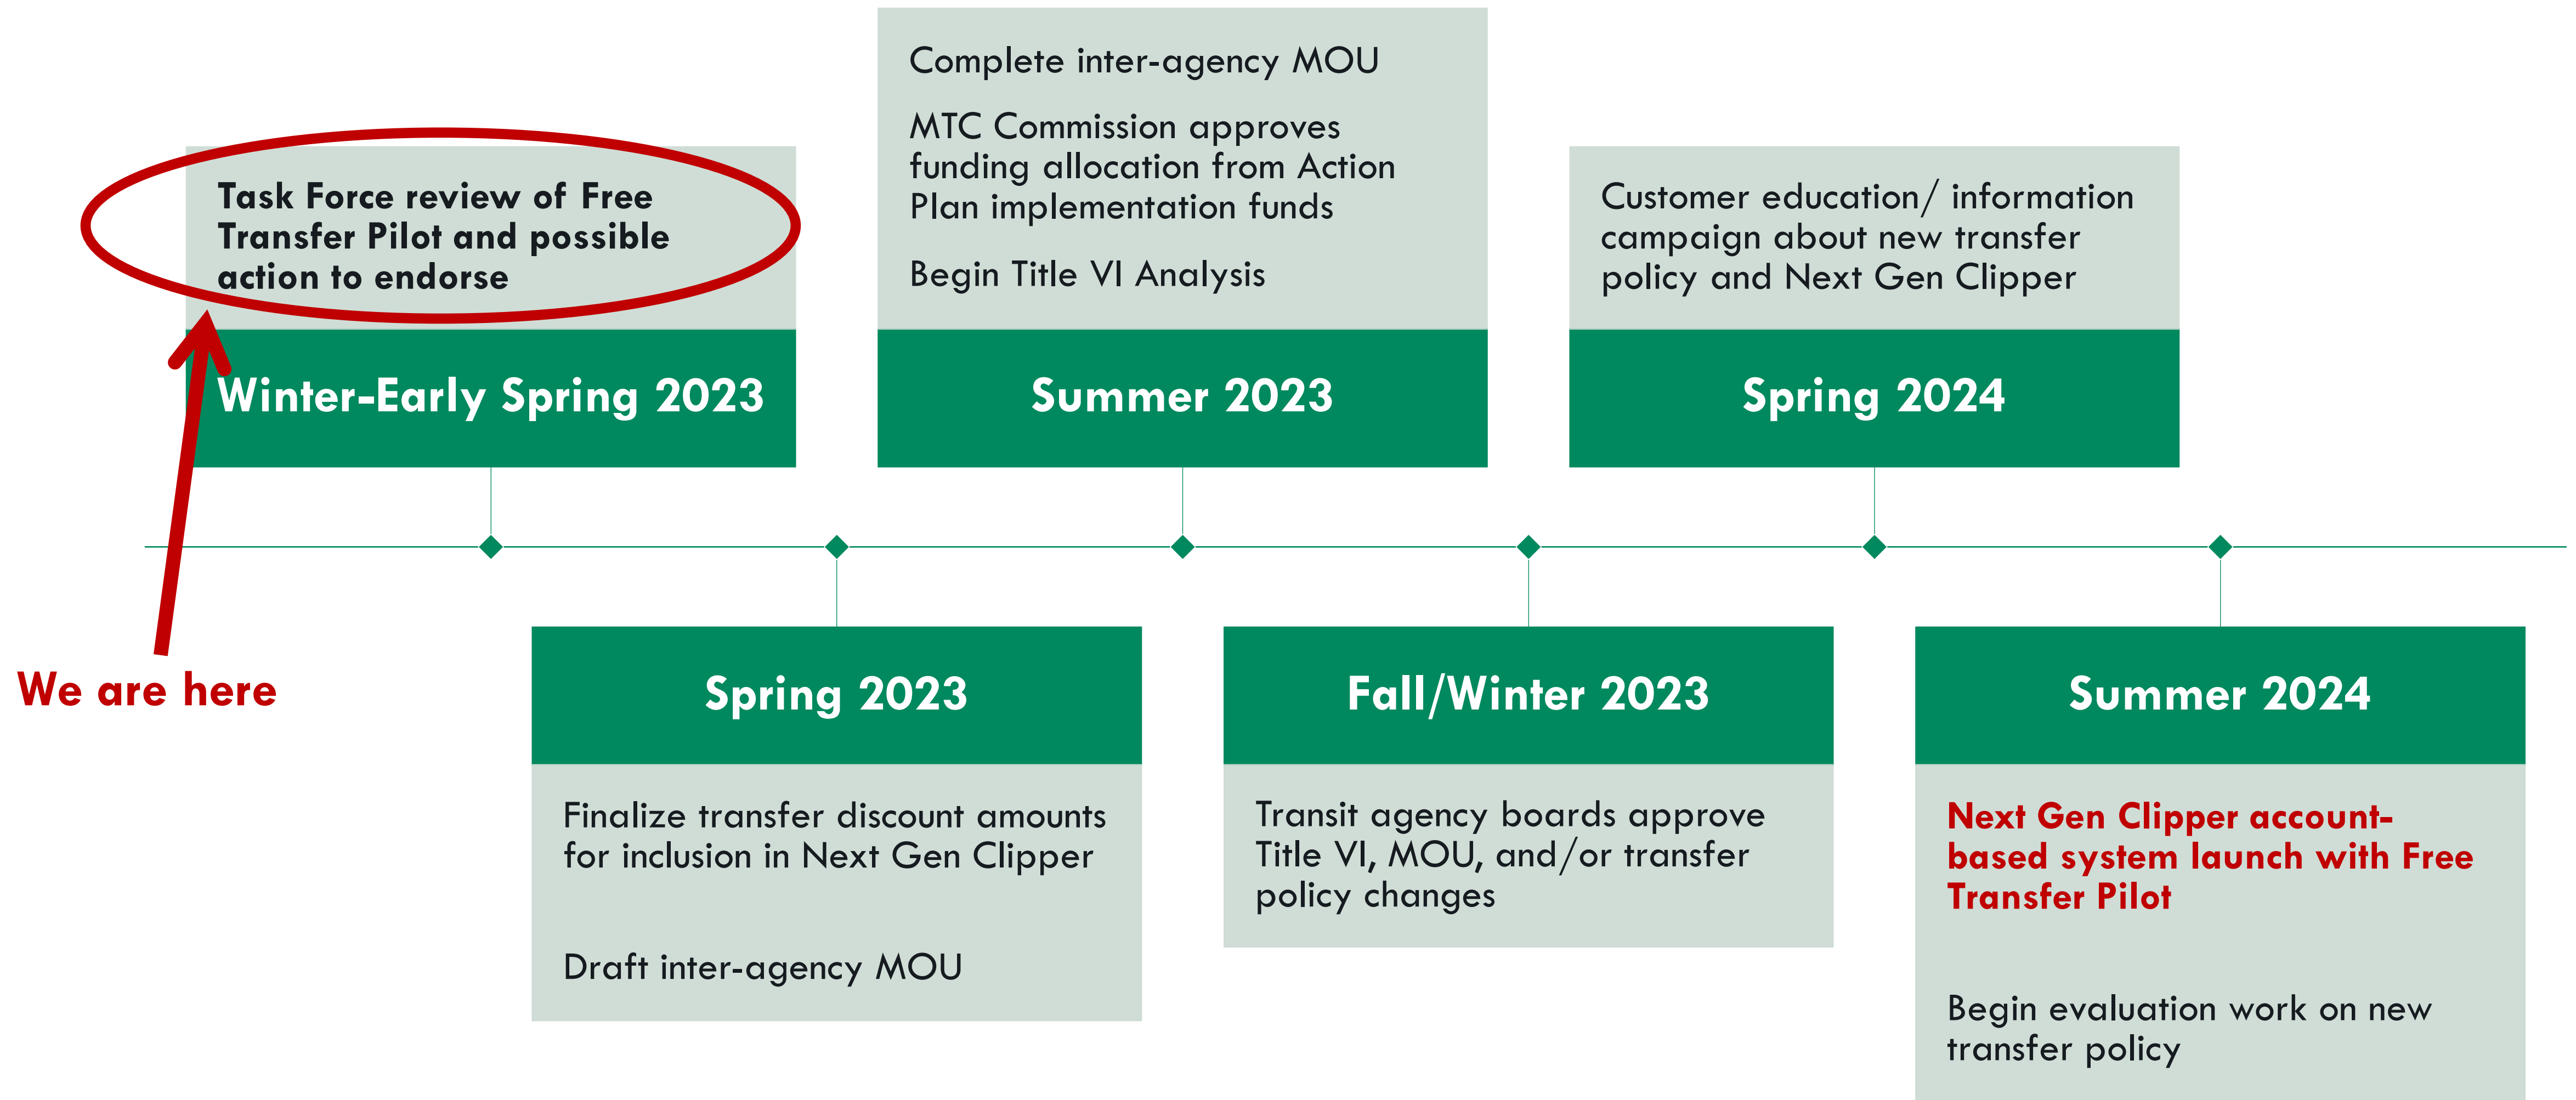 Task Force review of Free
Transfer Pilot and possible
action to endorse
Winter-Early Spring 2023
We are here
Spring 2023
Finalize transfer discount amounts
for inclusion in Next Gen Clipper
Draft inter-agency MOU
Complete inter-agency MOU
MTC Commission approves
funding allocation from Action
Plan implementation funds
Begin Title VI Analysis
Summer 2023
Fall/Winter 2023
Transit agency boards approve
Title VI, MOU, and/or transfer
policy changes
Customer education/ information
campaign about new transfer
policy and Next Gen Clipper
Spring 2024
Summer 2024
Next Gen Clipper account-
based system launch with Free
Transfer Pilot
Begin evaluation work on new
transfer policy